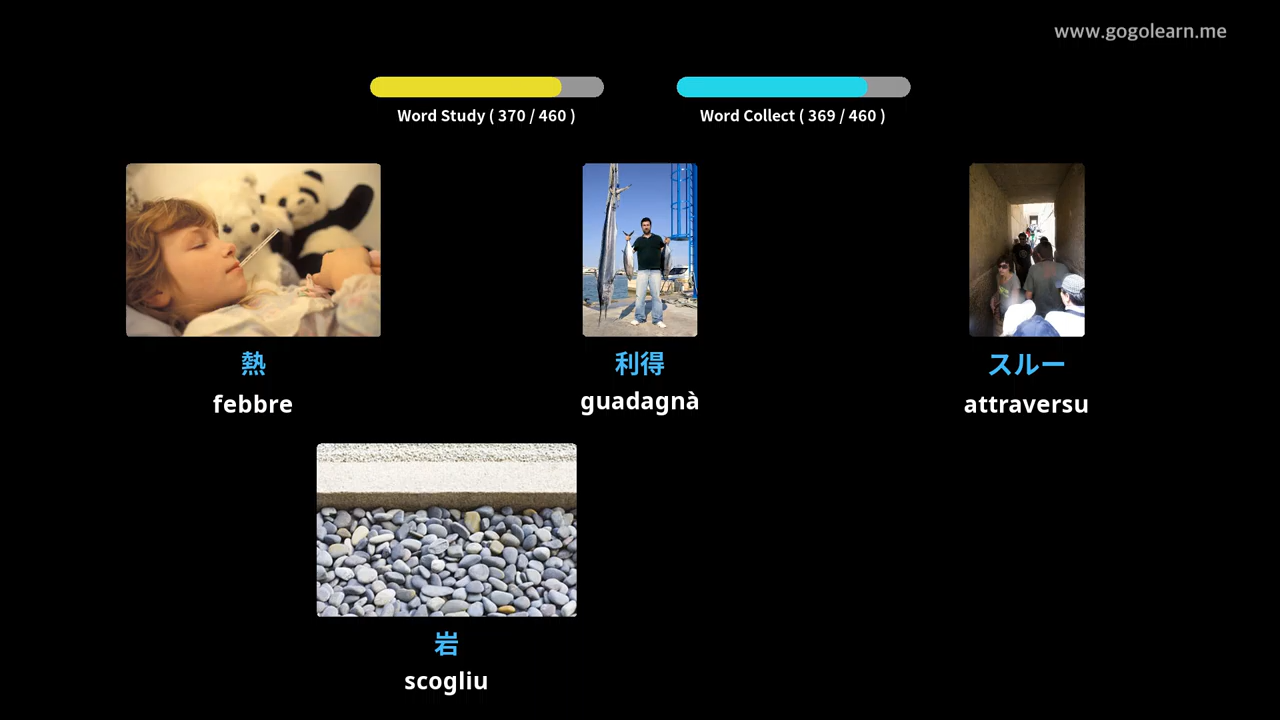 www.gogolearn.me
Word Study ( 370 / 460 )
Word Collect ( 369 / 460 )
熱
febbre
利得
guadagnà
スルー
attraversu
岩
scogliu